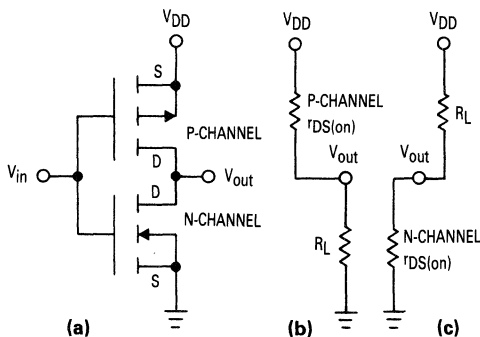 VDD
S
P-CHANNEL
D
Vin
D
Vout
N-CHANNEL
S
(a)
VDD
P-CHANNEL
rDS(on)
Vout
RL
(b)
VDD
RL
Vout
N-CHANNEL
rDS(on)
(c)